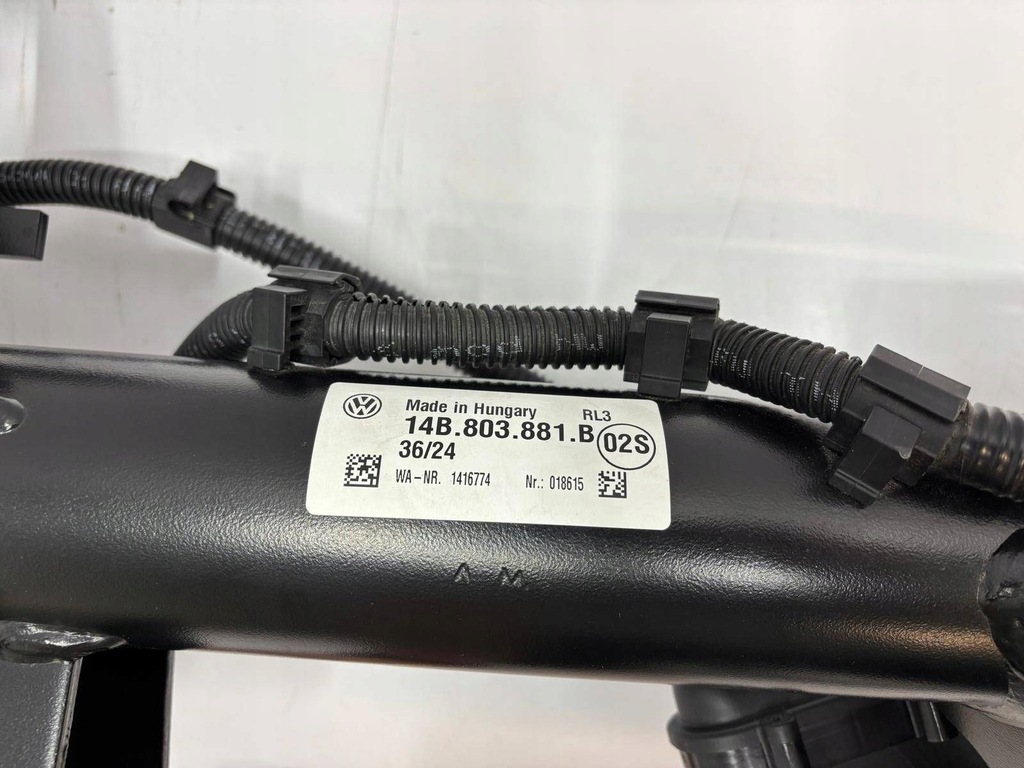 Made in Hungary RL3
14B.803.881.B 02S
36/24
WA-NR. 1416774 Nr.: 018615
A M